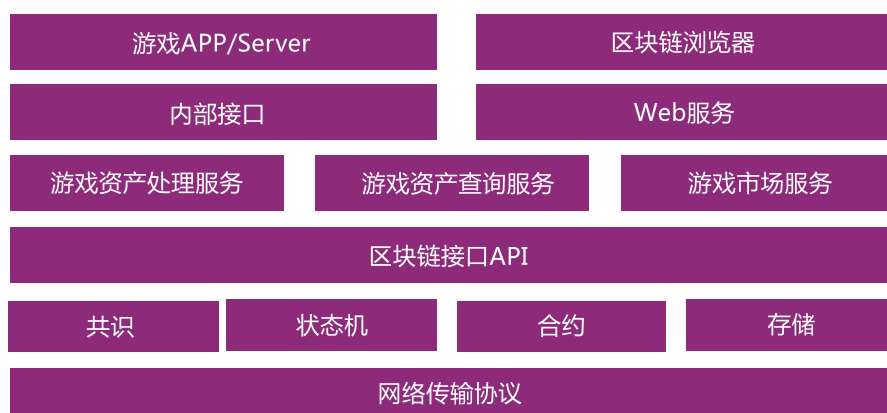 游戏APP/Server
区块链浏览器
内部接口
Web服务
游戏资产处理服务
游戏资产查询服务
游戏市场服务
区块链接口API
共识
状态机
合约
存储
网络传输协议